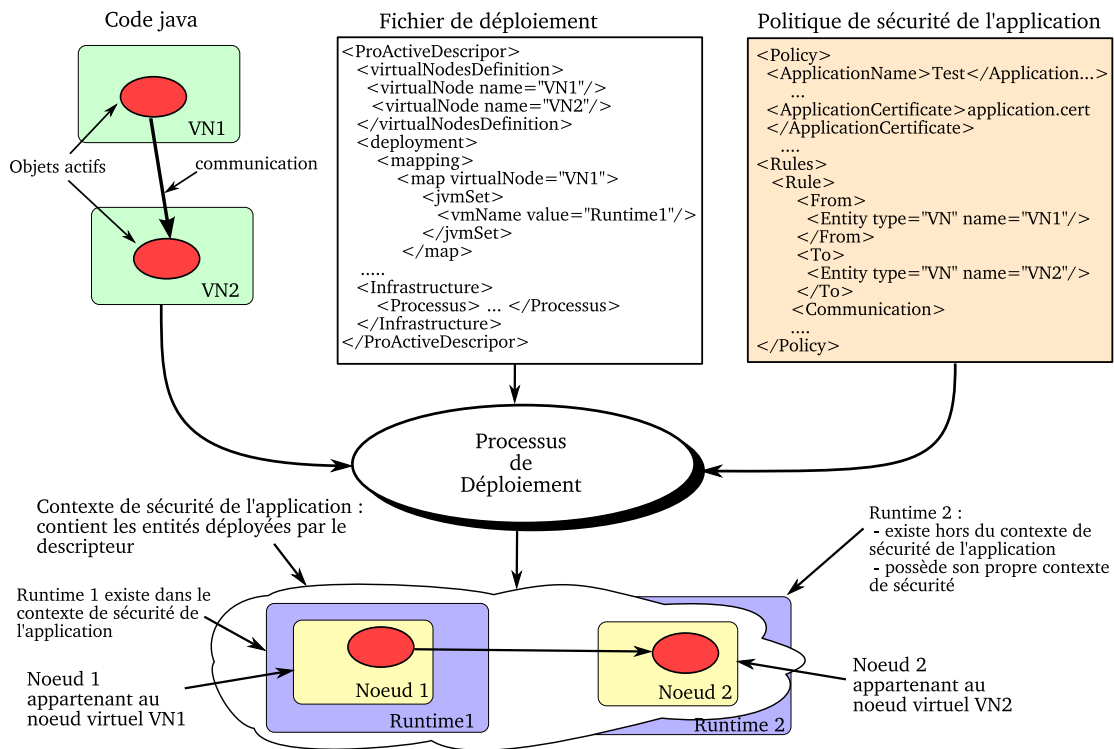 Code java
VN1
Objets actifs
communication
VN2
Fichier de déploiement
<ProActiveDescripor>
<virtualNodesDefinition>
<virtualNode name="VN1"/>
<virtualNode name="VN2"/>
</virtualNodesDefinition>
<deployment>
<mapping>
<map virtualNode="VN1">
<jvmSet>
<vmName value="Runtime1"/>
</jvmSet>
</map>
.....
<Infrastructure>
<Processus> ... </Processus>
</Infrastructure>
</ProActiveDescripor>
Politique de sécurité de l'application
<Policy>
<ApplicationName>Test</Application...>
...
<ApplicationCertificate>application.cert
</ApplicationCertificate>
....
<Rules>
<Rule>
<From>
<Entity type="VN" name="VN1"/>
</From>
<To>
<Entity type="VN" name="VN2"/>
</To>
<Communication>
....
</Policy>
Processus
de
Déploiement
Contexte de sécurité de l'application :
contient les entités déployées par le
descripteur
Runtime 1 existe dans le
contexte de sécurité de
l'application
Noeud 1
appartenant au
noeud virtuel VN1
Noeud 1
Runtime1
Noeud 2
Runtime 2
Runtime 2 :
- existe hors du contexte de
sécurité de l'application
- possède son propre contexte
de sécurité
Noeud 2
appartenant au
noeud virtuel VN2